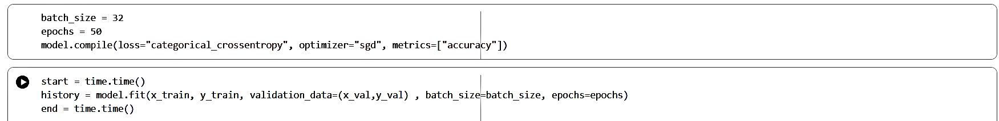 batch_size = 32
epochs = 50
model.compile(loss="categorical_crossentropy", optimizer="sgd", metrics=["accuracy"])
start = time.time()
history = model.fit(x_train, y_train, validation_data=(x_val,y_val) , batch_size=batch_size, epochs=epochs)
end = time.time()